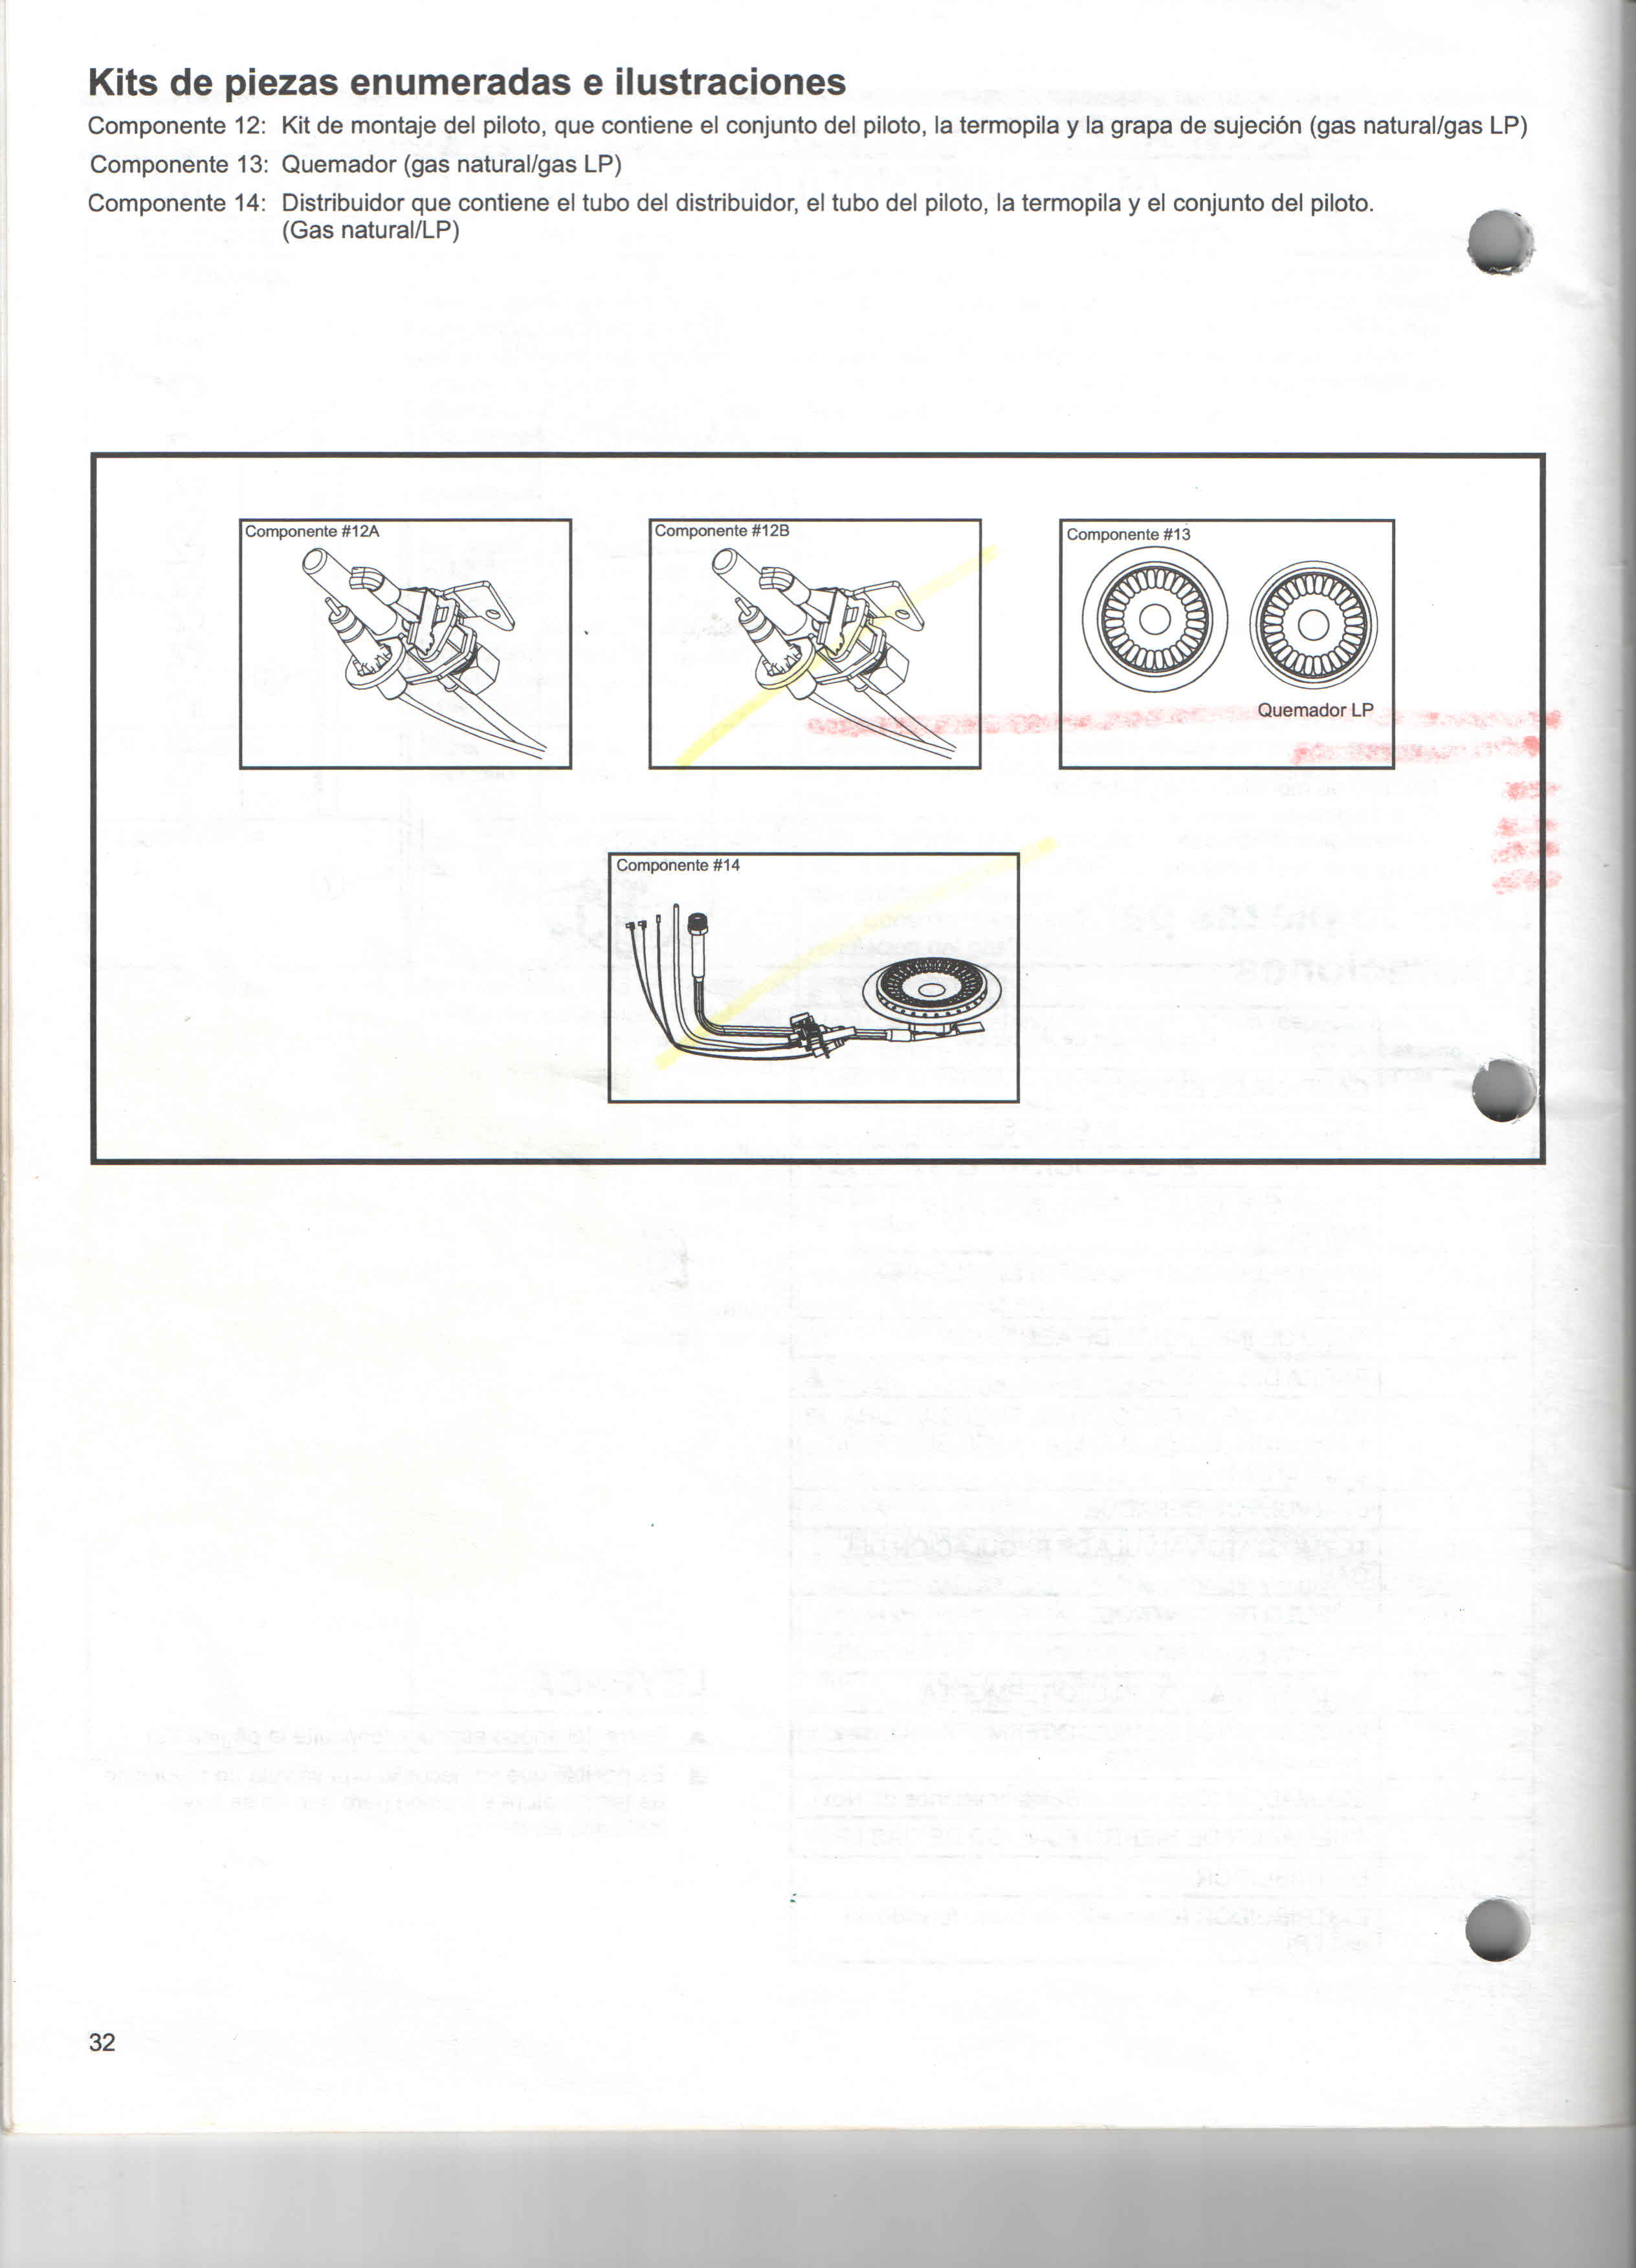 Kits de piezas enumeradas e ilustraciones
Componente 12: Kit de montaje del piloto, que contiene el conjunto del piloto, la termopila y la grapa de sujeción (gas natural/gas LP)
Componente 13: Quemador (gas natural/gas LP)
Componente 14: Distribuidor que contiene el tubo del distribuidor, el tubo del piloto, la termopila y el conjunto del piloto.
(Gas natural/LP)
Componente #12A
Componente #12B
Componente #13
Quemador LP
Componente #14
32